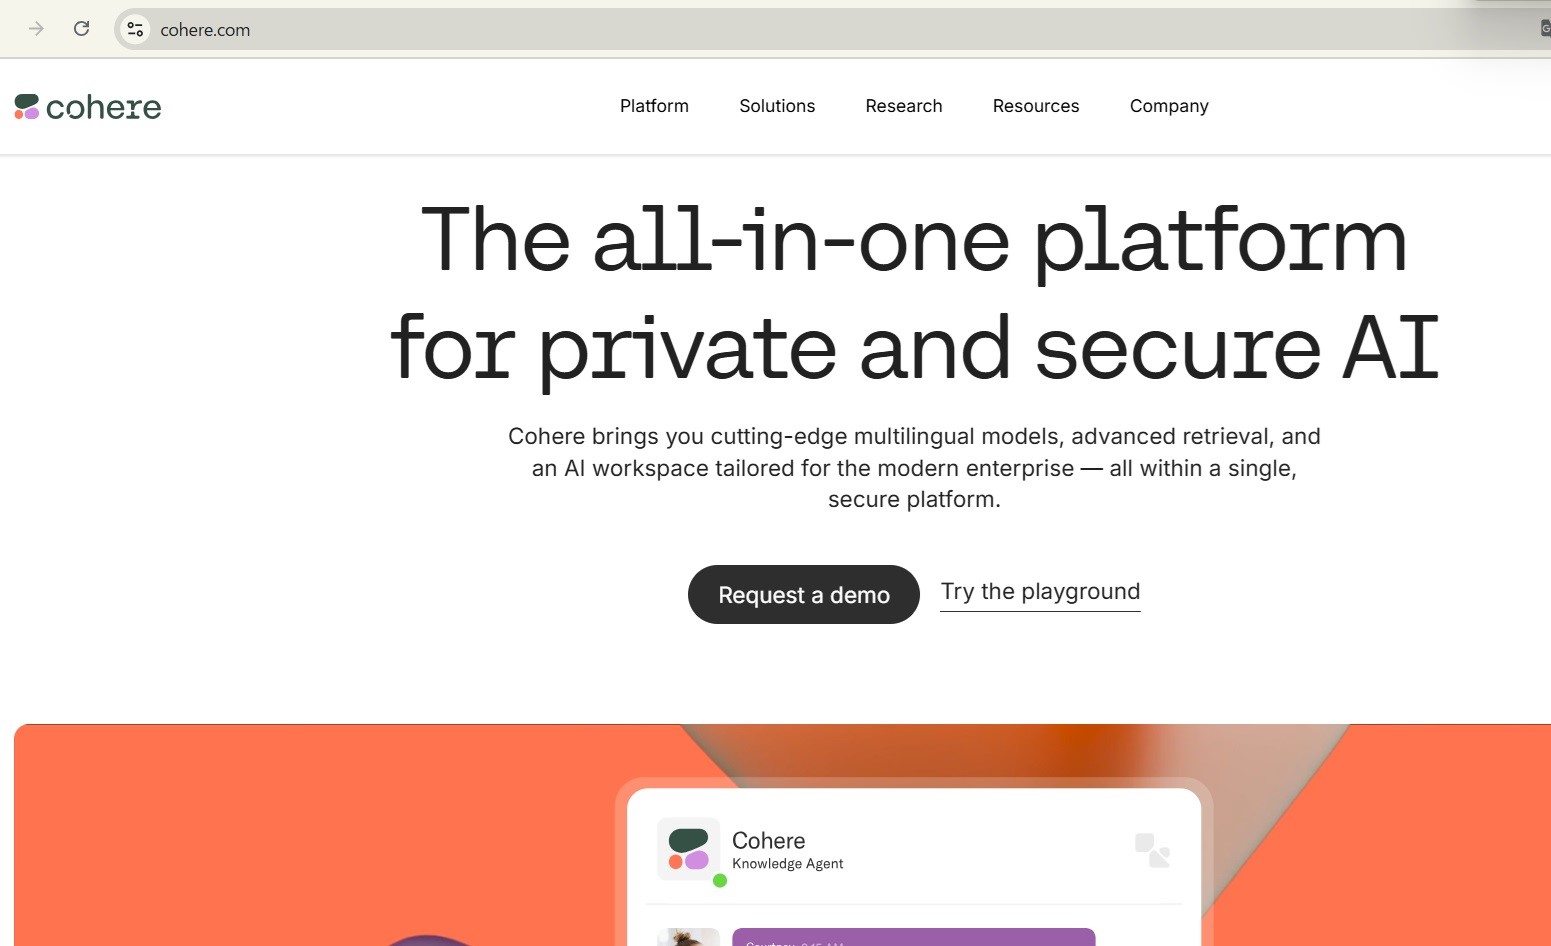 cohere.com
cohere
Platform
Solutions
Research
Resources
Company
The all-in-one platform
for private and secure AI
Cohere brings you cutting-edge multilingual models, advanced retrieval, and
an AI workspace tailored for the modern enterprise — all within a single,
secure platform.
Request a demo
Try the playground
Cohere
Knowledge Agent